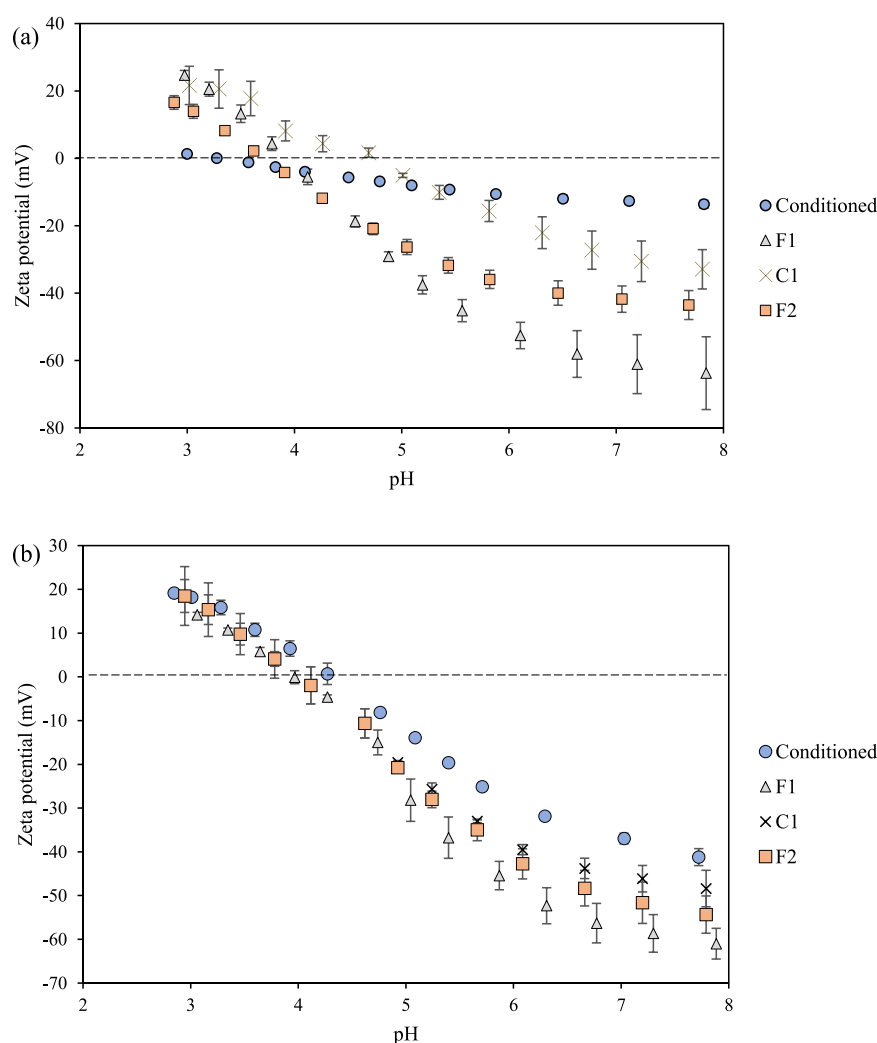 (a)
40
20
0
-20
-40
-60
-80
Zeta potential (mV)
2 3 4 5 6 7 8
pH
Conditioned
F1
C1
F2
(b)
30
20
10
0
-10
-20
-30
-40
-50
-60
-70
Zeta potential (mV)
2 3 4 5 6 7 8
pH
Conditioned
F1
C1
F2